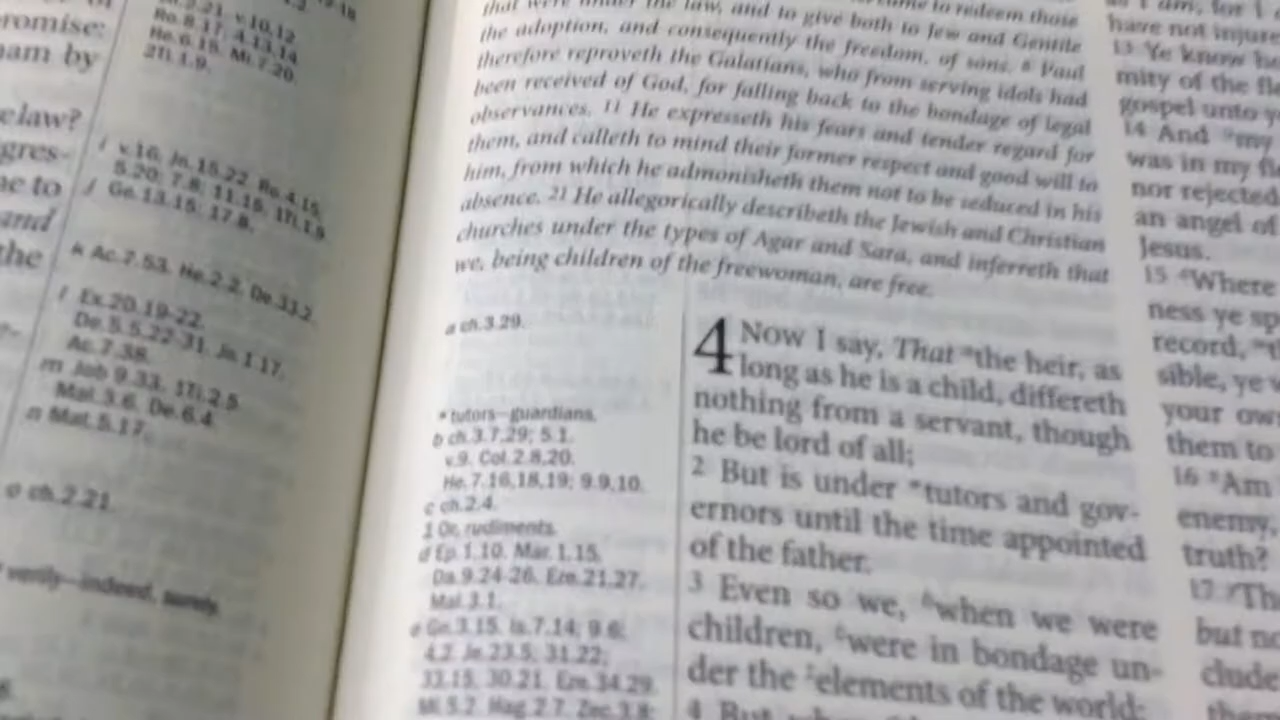 romise:
am by
e law?
gres-
ne to
and
the
v.10,12
Ro.8.17; 4.13,14
He.6.15. Mi.7.20.
2Ti.1.9.
v.16. Jn.15.22. Ro.4.15,
5.20; 7.8; 11.16. 1Ti.1.9.
Ge.13.15; 17.8.
k Ac.7.53. He.2.2. De.33.2.
l Ex.20.19-22.
De.5.5,22-31. Jn.1.17.
Ac.7.38.
m Job 9.33. 1Ti.2.5
Mal.3.6. De.6.4.
n Mat.5.17.
o ch.2.21.
verily—indeed, surely.
that were under the law, and to give both to Jew and Gentile
the adoption, and consequently the freedom, of sons. 8 Paul
therefore reproveth the Galatians, who from serving idols had
been received of God, for falling back to the bondage of legal
observances. 11 He expresseth his fears and tender regard for
them, and calleth to mind their former respect and good will to
him, from which he admonisheth them not to be seduced in his
absence. 21 He allegorically describeth the Jewish and Christian
churches under the types of Agar and Sara, and inferreth that
we, being children of the freewoman, are free.
a ch.3.29.
* tutors—guardians.
b ch.3.7,29; 5.1.
v.9. Col.2.8,20.
He.7.16,18,19; 9.9,10.
c ch.2.4.
1 Or, rudiments.
d Ep.1.10. Mar.1.15.
Da.9.24-26. Eze.21.27.
Mal.3.1.
e Ge.3.15. Is.7.14; 9.6;
4.2. Je.23.5; 31.22;
33.15; 30.21. Eze.34.29.
Mi.5.2. Hag.2.7. Zec.3.8;
4 Now I say, That a the heir, as
long as he is a child, differeth
nothing from a servant, though
he be lord of all;
2 But is under *tutors and gov-
ernors until the time appointed
of the father.
3 Even so we, b when we were
children, c were in bondage un-
der the 1 elements of the world:
4 But when
have not injure
13 Ye know
mity of the
gospel unto
14 And my
was in my
nor rejected
an angel of
Jesus.
15 Where
ness ye sp
record,
sible, ye
your ow
them to
16 Am
enemy,
truth?
17 Th
but no
clude
them